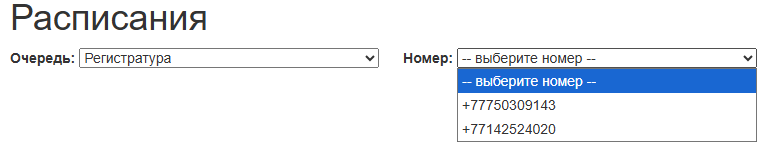 Расписания
Очередь: Регистратура Номер: -- выберите номер --
-- выберите номер --
+77750309143
+77142524020